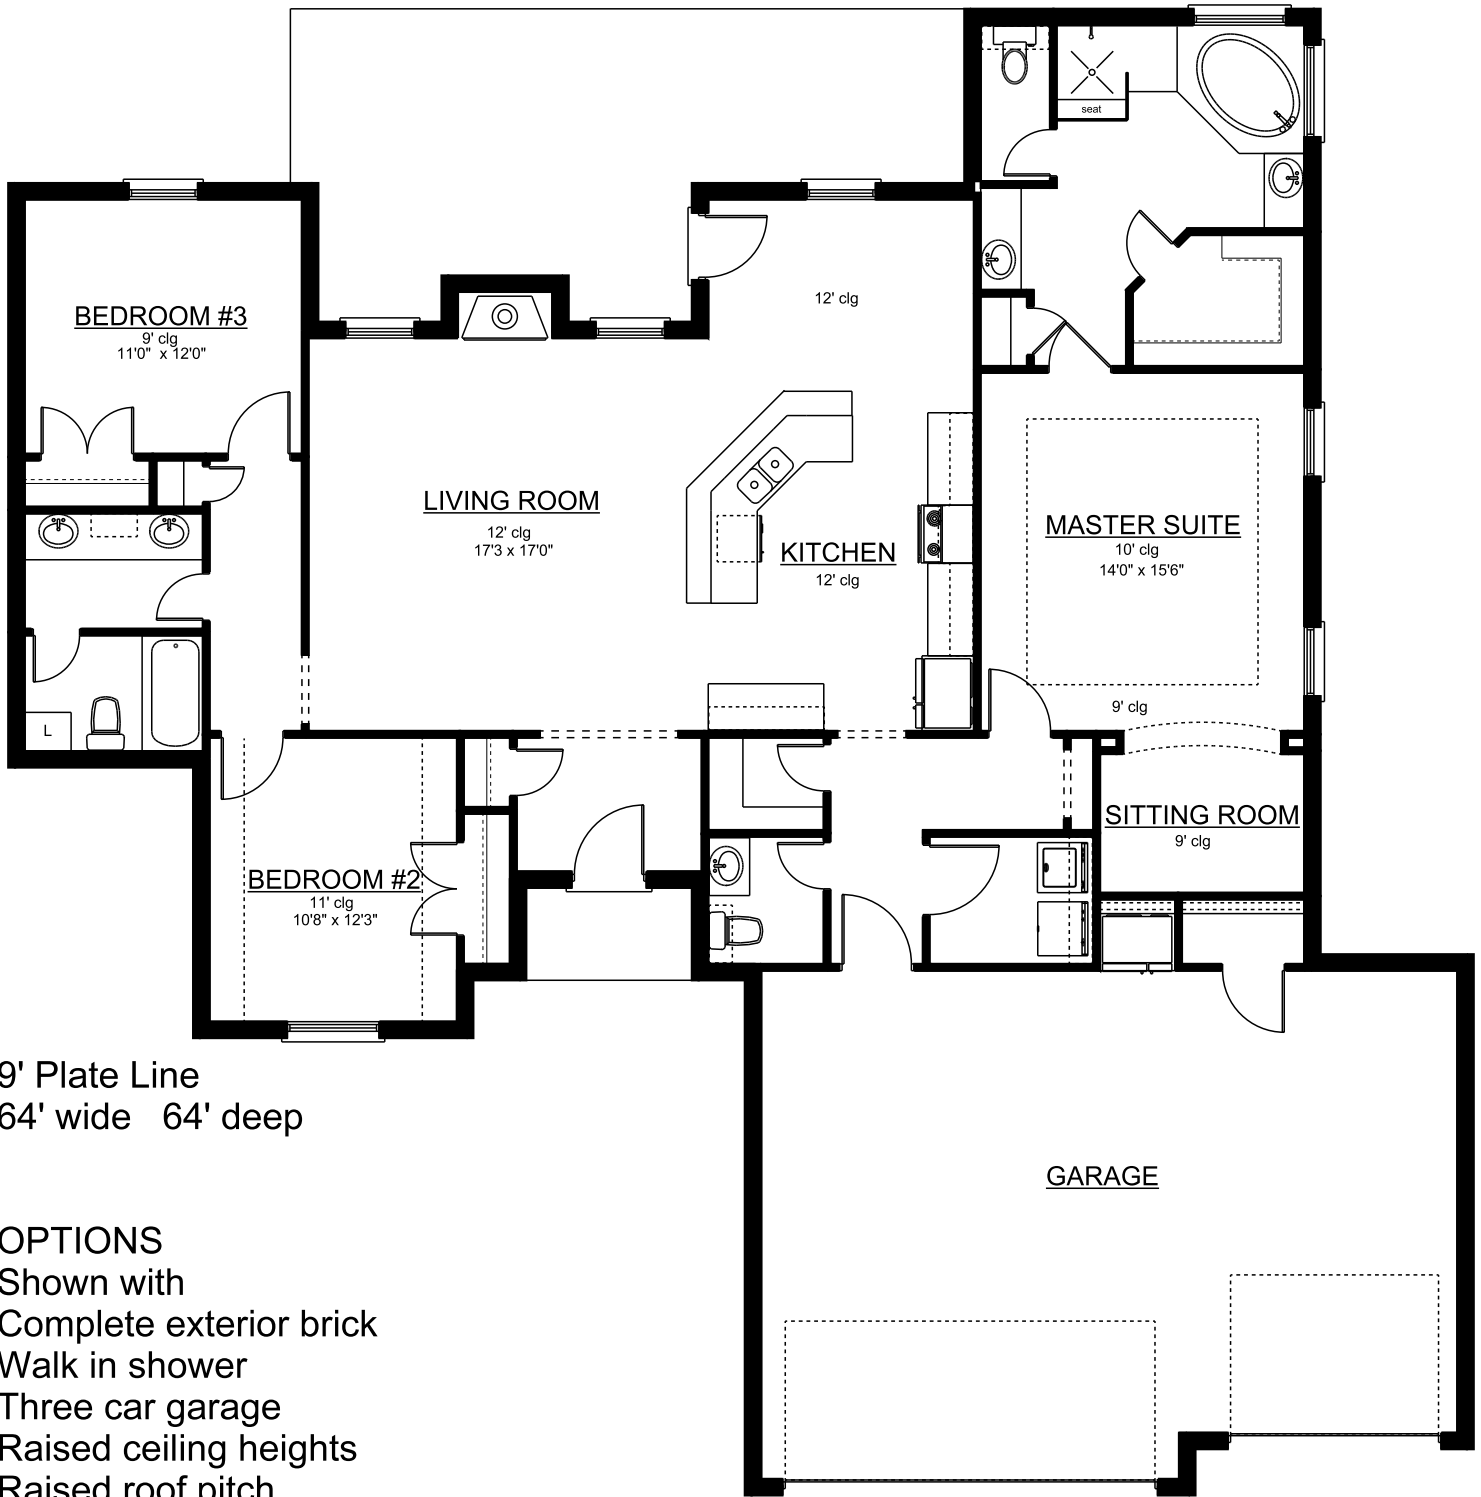 seat
BEDROOM #3
9' clg
11'0" x 12'0"
12' clg
LIVING ROOM
12' clg
17'3 x 17'0"
KITCHEN
12' clg
MASTER SUITE
10' clg
14'0" x 15'6"
9' clg
L
SITTING ROOM
9' clg
BEDROOM #2
11' clg
10'8" x 12'3"
9' Plate Line
64' wide 64' deep
GARAGE
OPTIONS
Shown with
Complete exterior brick
Walk in shower
Three car garage
Raised ceiling heights
Raised roof pitch